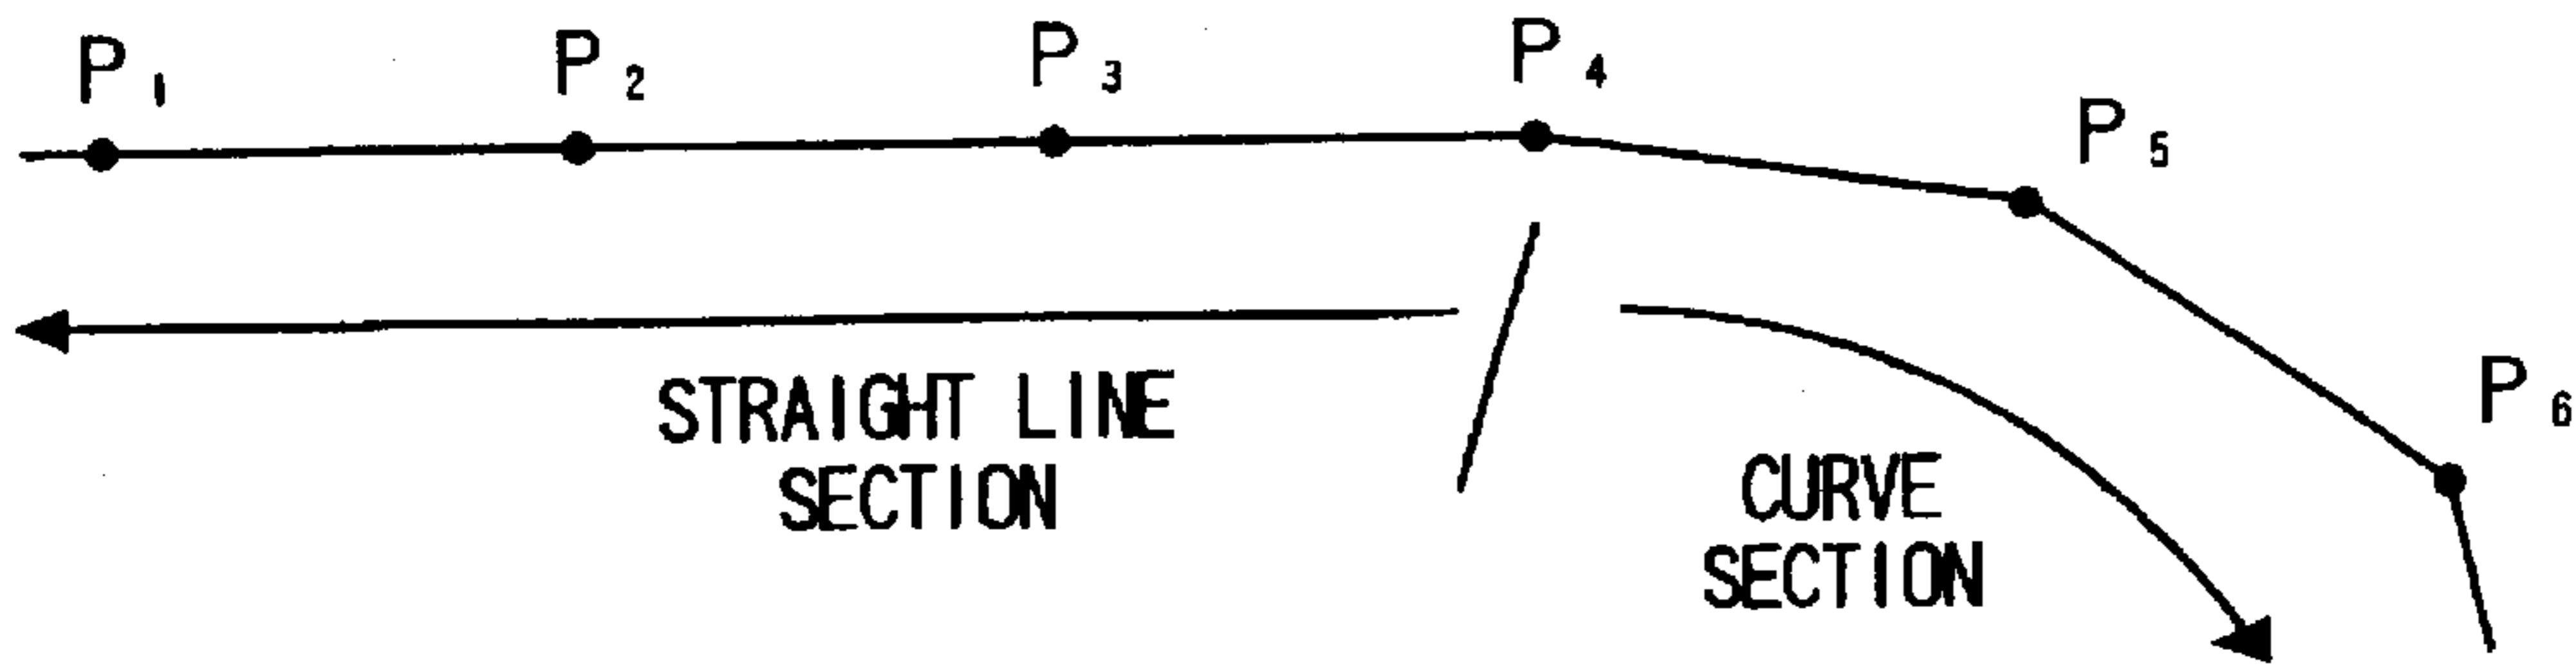 P₁ P₂ P₃ P₄
P₅
P₆
STRAIGHT LINE
SECTION
CURVE
SECTION